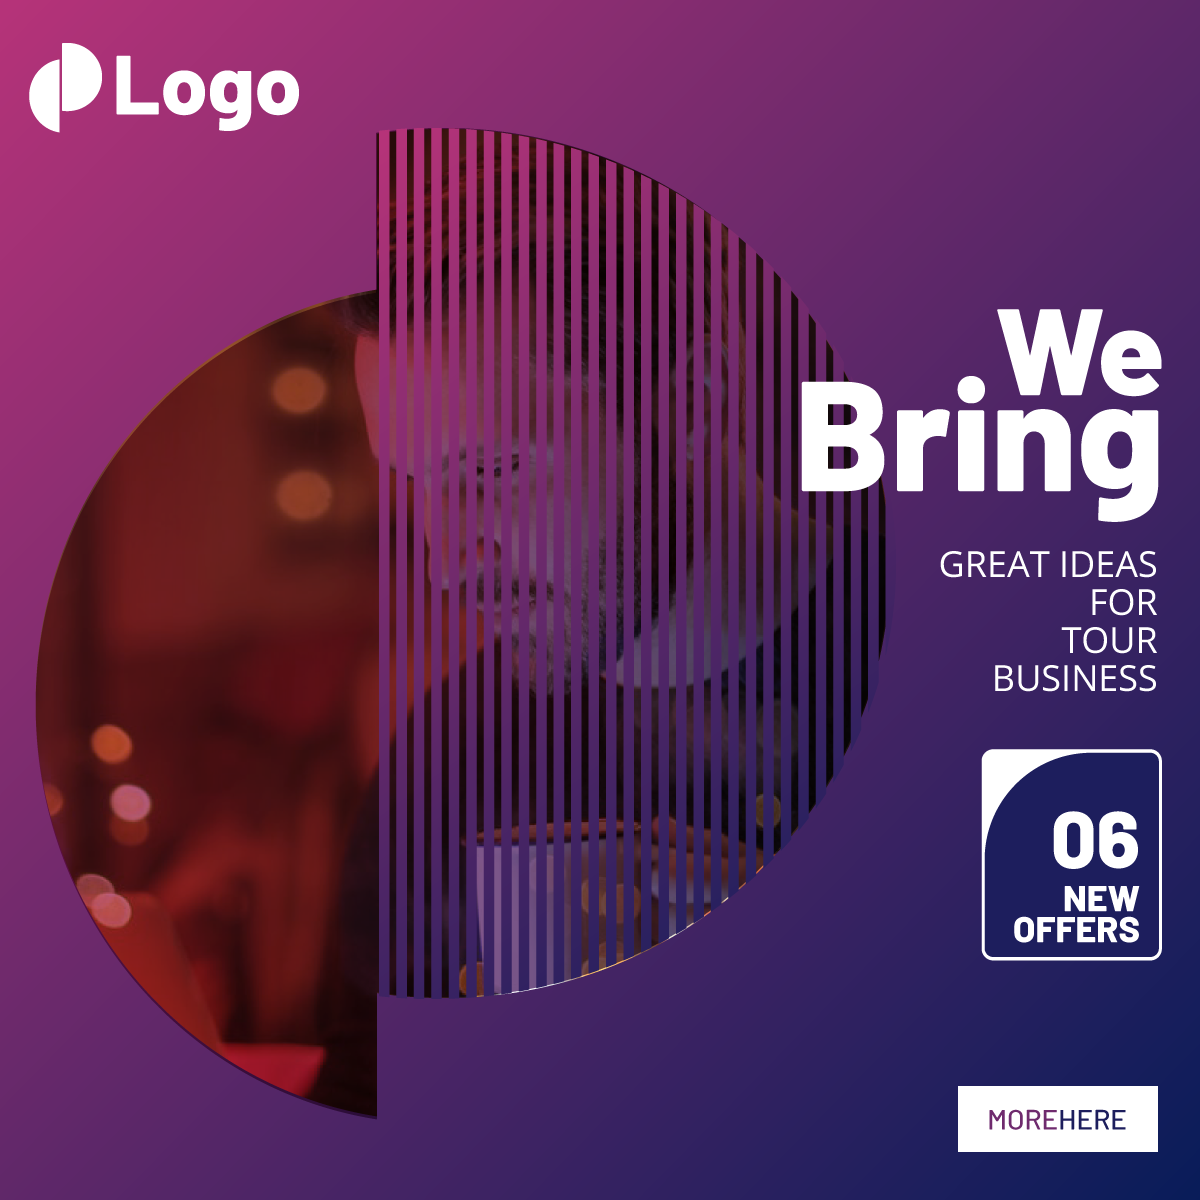 Logo
We
Bring
GREAT IDEAS
FOR
TOUR
BUSINESS
06
NEW
OFFERS
MOREHERE